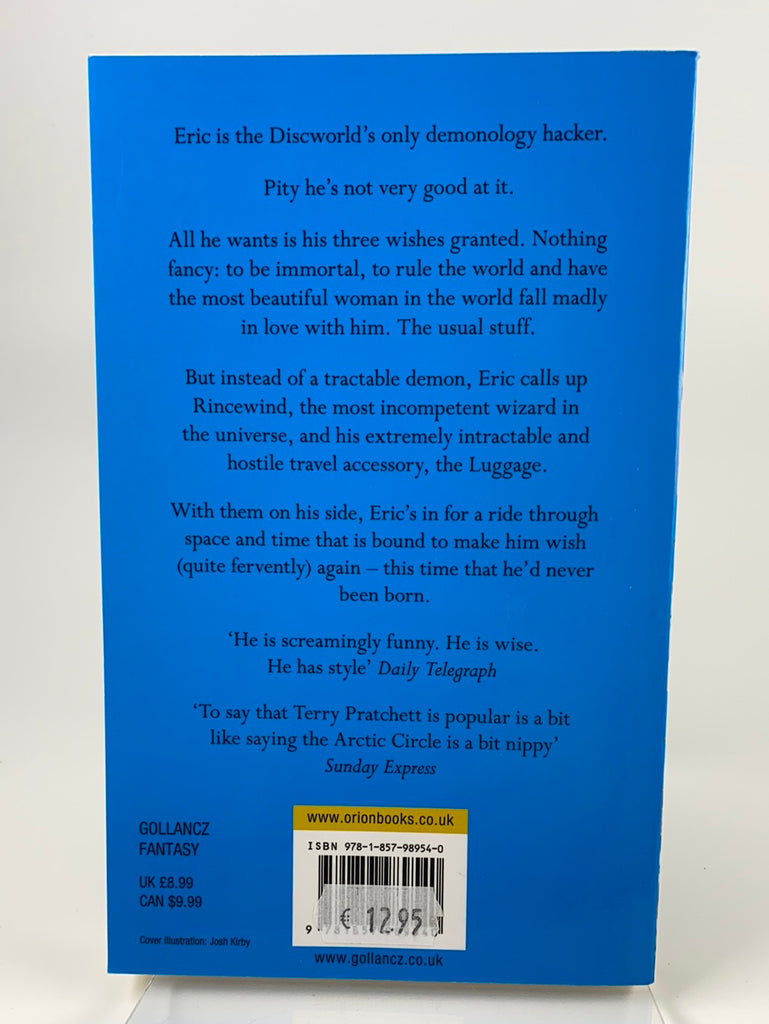 Eric is the Discworld's only demonology hacker.
Pity he's not very good at it.
All he wants is his three wishes granted. Nothing
fancy: to be immortal, to rule the world and have
the most beautiful woman in the world fall madly
in love with him. The usual stuff.
But instead of a tractable demon, Eric calls up
Rincewind, the most incompetent wizard in
the universe, and his extremely intractable and
hostile travel accessory, the Luggage.
With them on his side, Eric's in for a ride through
space and time that is bound to make him wish
(quite fervently) again – this time that he'd never
been born.
'He is screamingly funny. He is wise.
He has style' Daily Telegraph
'To say that Terry Pratchett is popular is a bit
like saying the Arctic Circle is a bit nippy'
Sunday Express
GOLLANCZ
FANTASY
UK £8.99
CAN $9.99
Cover illustration: Josh Kirby
www.orionbooks.co.uk
ISBN 978-1-857-98954-0
€ 12.95
www.gollancz.co.uk